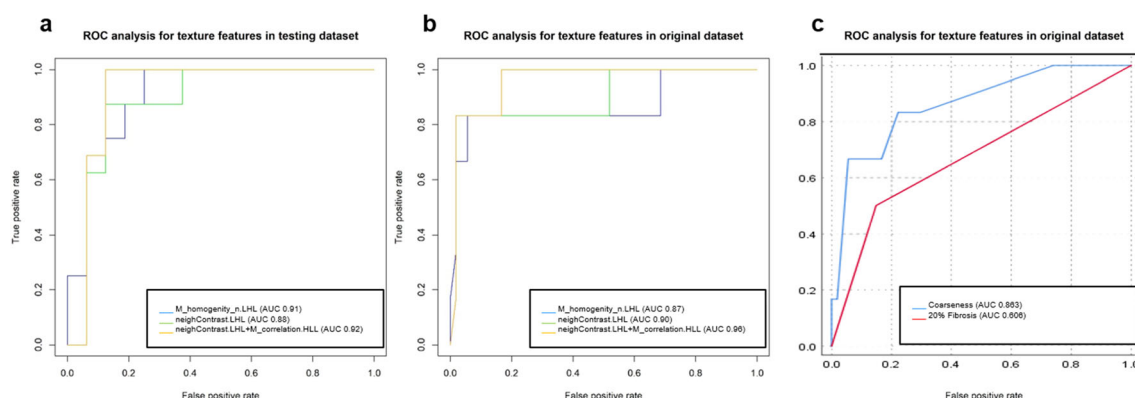 a
ROC analysis for texture features in testing dataset
1.0
0.8
0.6
0.4
0.2
0.0
True positive rate
M_homogenity_n.LHL (AUC 0.91)
neighContrast.LHL (AUC 0.88)
neighContrast.LHL+M_correlation.HLL (AUC 0.92)
0.0 0.2 0.4 0.6 0.8 1.0
False positive rate
b
ROC analysis for texture features in original dataset
1.0
0.8
0.6
0.4
0.2
0.0
True positive rate
M_homogenity_n.LHL (AUC 0.87)
neighContrast.LHL (AUC 0.90)
neighContrast.LHL+M_correlation.HLL (AUC 0.96)
0.0 0.2 0.4 0.6 0.8 1.0
False positive rate
c
ROC analysis for texture features in original dataset
1.0
0.8
0.6
0.4
0.2
0.0
Coarseness (AUC 0.863)
20% Fibrosis (AUC 0.606)
0.0 0.2 0.4 0.6 0.8 1.0
False positive rate